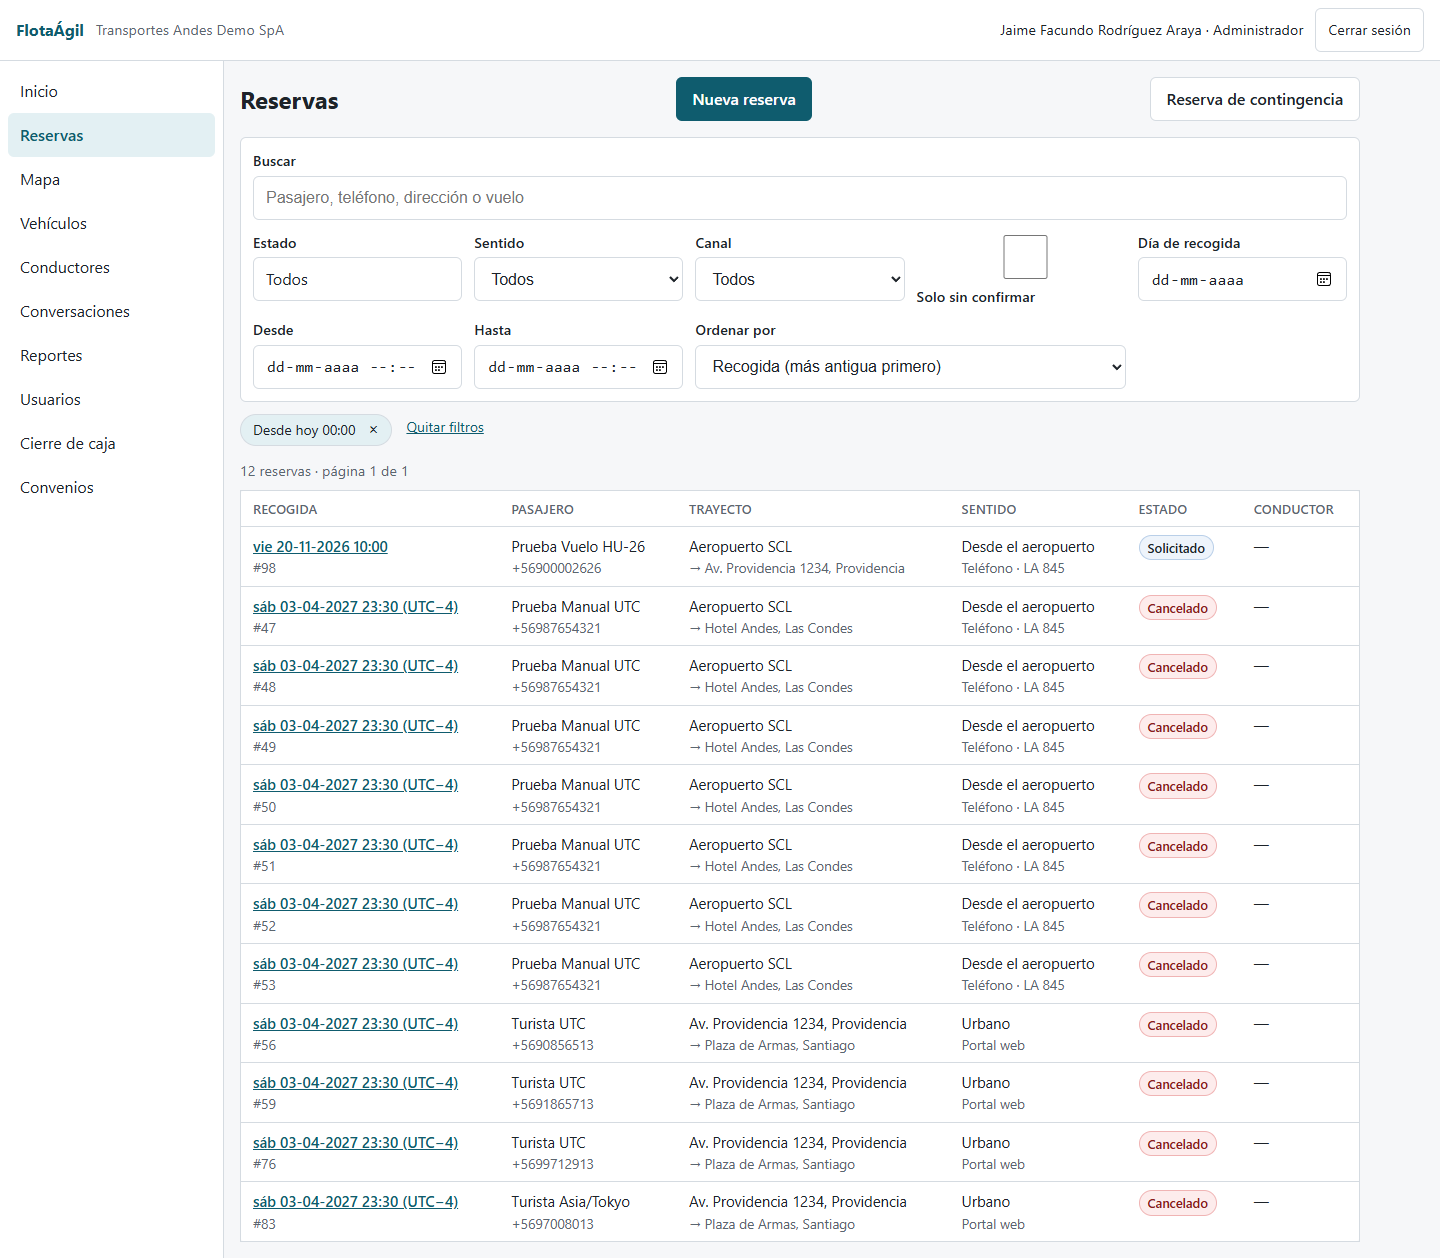 FlotaÁgil Transportes Andes Demo SpA Jaime Facundo Rodríguez Araya · Administrador Cerrar sesión
Inicio
Reservas
Mapa
Vehículos
Conductores
Conversaciones
Reportes
Usuarios
Cierre de caja
Convenios
Reservas Nueva reserva Reserva de contingencia
Buscar
Pasajero, teléfono, dirección o vuelo
Estado Sentido Canal Día de recogida
Todos Todos Todos dd-mm-aaaa
Solo sin confirmar
Desde Hasta Ordenar por
dd-mm-aaaa --:-- dd-mm-aaaa --:-- Recogida (más antigua primero)
Desde hoy 00:00 × Quitar filtros
12 reservas · página 1 de 1
RECOGIDA PASAJERO TRAYECTO SENTIDO ESTADO CONDUCTOR
vie 20-11-2026 10:00 Prueba Vuelo HU-26 Aeropuerto SCL Desde el aeropuerto Solicitado —
#98 +56900002626 → Av. Providencia 1234, Providencia Teléfono · LA 845
sáb 03-04-2027 23:30 (UTC−4) Prueba Manual UTC Aeropuerto SCL Desde el aeropuerto Cancelado —
#47 +56987654321 → Hotel Andes, Las Condes Teléfono · LA 845
sáb 03-04-2027 23:30 (UTC−4) Prueba Manual UTC Aeropuerto SCL Desde el aeropuerto Cancelado —
#48 +56987654321 → Hotel Andes, Las Condes Teléfono · LA 845
sáb 03-04-2027 23:30 (UTC−4) Prueba Manual UTC Aeropuerto SCL Desde el aeropuerto Cancelado —
#49 +56987654321 → Hotel Andes, Las Condes Teléfono · LA 845
sáb 03-04-2027 23:30 (UTC−4) Prueba Manual UTC Aeropuerto SCL Desde el aeropuerto Cancelado —
#50 +56987654321 → Hotel Andes, Las Condes Teléfono · LA 845
sáb 03-04-2027 23:30 (UTC−4) Prueba Manual UTC Aeropuerto SCL Desde el aeropuerto Cancelado —
#51 +56987654321 → Hotel Andes, Las Condes Teléfono · LA 845
sáb 03-04-2027 23:30 (UTC−4) Prueba Manual UTC Aeropuerto SCL Desde el aeropuerto Cancelado —
#52 +56987654321 → Hotel Andes, Las Condes Teléfono · LA 845
sáb 03-04-2027 23:30 (UTC−4) Prueba Manual UTC Aeropuerto SCL Desde el aeropuerto Cancelado —
#53 +56987654321 → Hotel Andes, Las Condes Teléfono · LA 845
sáb 03-04-2027 23:30 (UTC−4) Turista UTC Av. Providencia 1234, Providencia Urbano Cancelado —
#56 +5690856513 → Plaza de Armas, Santiago Portal web
sáb 03-04-2027 23:30 (UTC−4) Turista UTC Av. Providencia 1234, Providencia Urbano Cancelado —
#59 +5691865713 → Plaza de Armas, Santiago Portal web
sáb 03-04-2027 23:30 (UTC−4) Turista UTC Av. Providencia 1234, Providencia Urbano Cancelado —
#76 +5699712913 → Plaza de Armas, Santiago Portal web
sáb 03-04-2027 23:30 (UTC−4) Turista Asia/Tokyo Av. Providencia 1234, Providencia Urbano Cancelado —
#83 +5697008013 → Plaza de Armas, Santiago Portal web